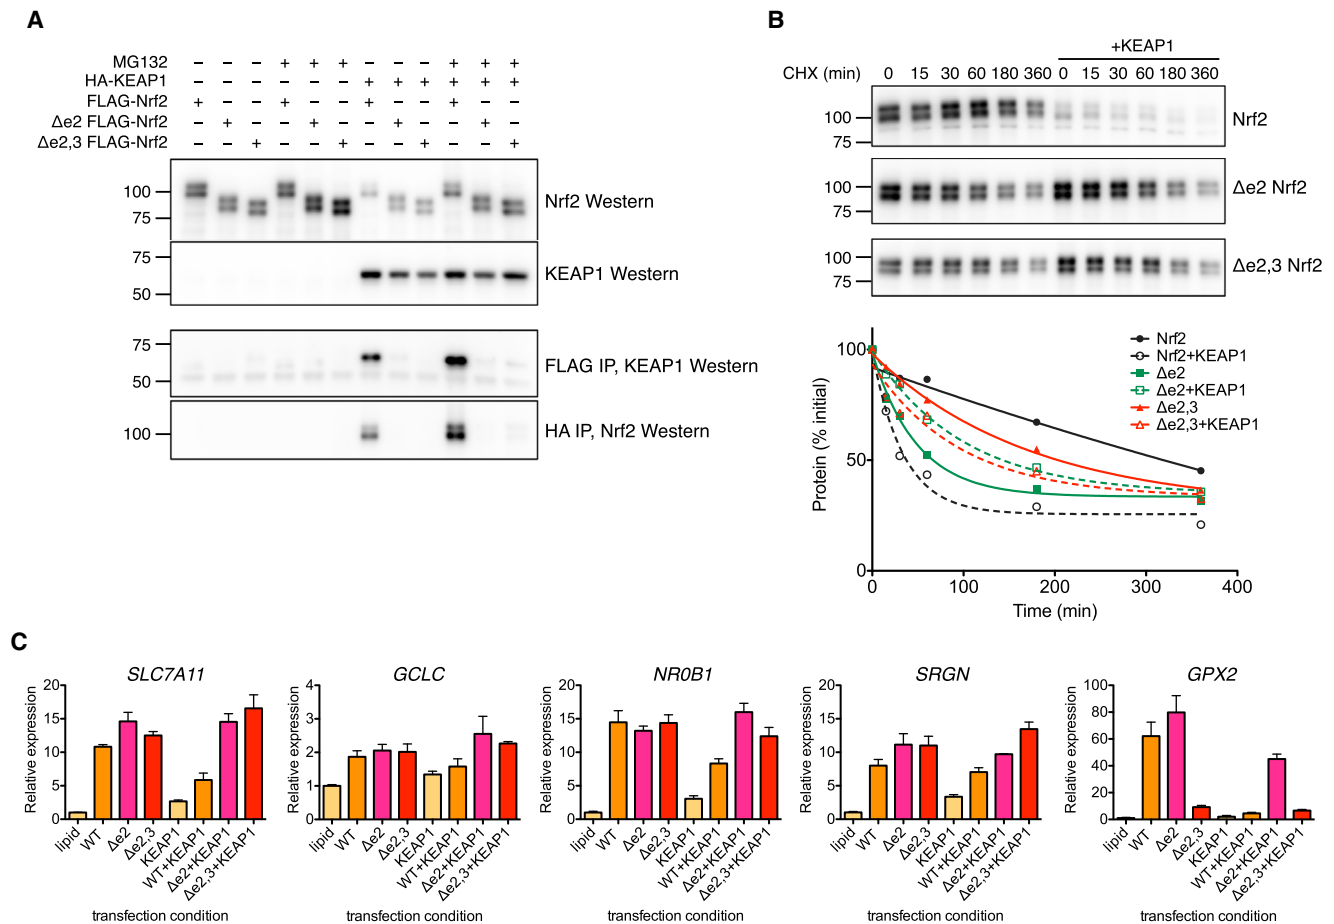 A
MG132 – – – + + + – – – + + +
HA-KEAP1 – – – – – – + + + + + +
FLAG-Nrf2 + – – + – – + – – + – –
Δe2 FLAG-Nrf2 – + – – + – – + – – + –
Δe2,3 FLAG-Nrf2 – – + – – + – – + – – +
100
75
Nrf2 Western
75
50
KEAP1 Western
75
50
FLAG IP, KEAP1 Western
100
HA IP, Nrf2 Western
B
+KEAP1
CHX (min) 0 15 30 60 180 360 0 15 30 60 180 360
100
75
Nrf2
100
75
Δe2 Nrf2
100
75
Δe2,3 Nrf2
Protein (% initial)
100
50
0
0 100 200 300 400
Time (min)
Nrf2
Nrf2+KEAP1
Δe2
Δe2+KEAP1
Δe2,3
Δe2,3+KEAP1
C
SLC7A11
Relative expression
20
15
10
5
0
lipid WT Δe2 Δe2,3 KEAP1 WT+KEAP1 Δe2+KEAP1 Δe2,3+KEAP1
transfection condition
GCLC
Relative expression
4
3
2
1
0
lipid WT Δe2 Δe2,3 KEAP1 WT+KEAP1 Δe2+KEAP1 Δe2,3+KEAP1
transfection condition
NR0B1
Relative expression
20
15
10
5
0
lipid WT Δe2 Δe2,3 KEAP1 WT+KEAP1 Δe2+KEAP1 Δe2,3+KEAP1
transfection condition
SRGN
Relative expression
20
15
10
5
0
lipid WT Δe2 Δe2,3 KEAP1 WT+KEAP1 Δe2+KEAP1 Δe2,3+KEAP1
transfection condition
GPX2
Relative expression
100
80
60
40
20
0
lipid WT Δe2 Δe2,3 KEAP1 WT+KEAP1 Δe2+KEAP1 Δe2,3+KEAP1
transfection condition